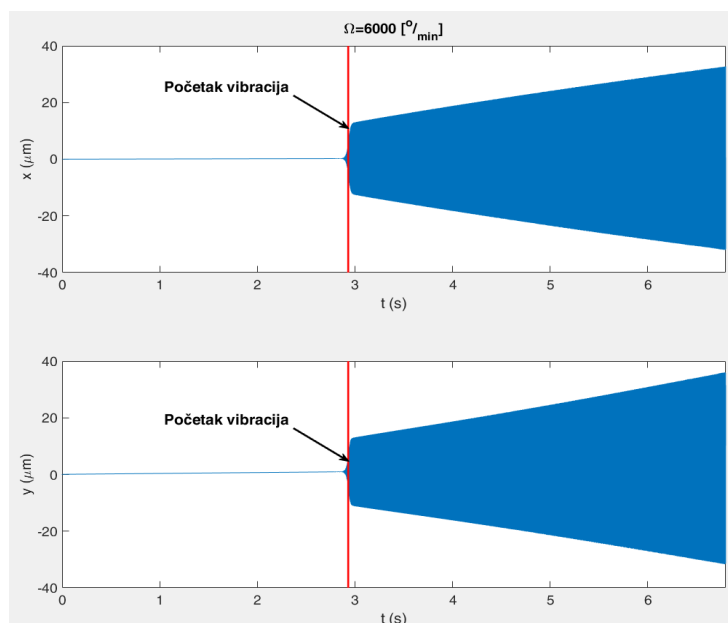 Ω=6000 [°/min]
40
20
0
-20
-40
x (μm)
Početak vibracija
0 1 2 3 4 5 6
t (s)
40
20
0
-20
-40
y (μm)
Početak vibracija
0 1 2 3 4 5 6
t (s)